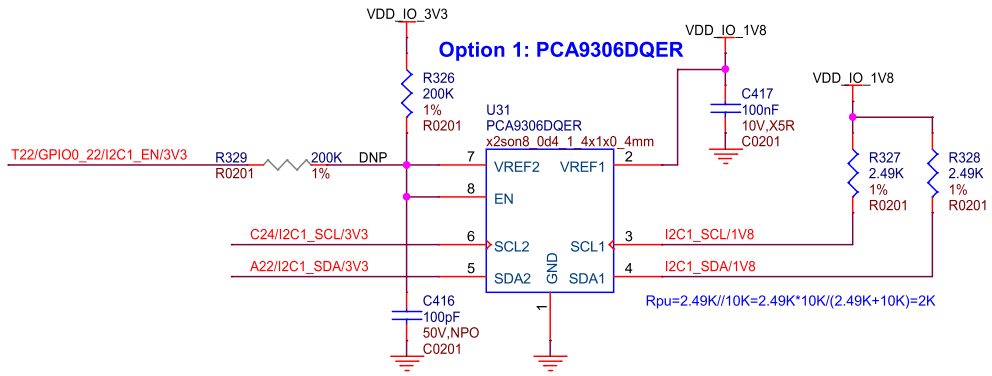 VDD_IO_3V3
Option 1: PCA9306DQER
VDD_IO_1V8
VDD_IO_1V8
R326
200K
1%
R0201
C417
100nF
10V,X5R
C0201
U31
PCA9306DQER
x2son8_0d4_1_4x1x0_4mm
T22/GPIO0_22/I2C1_EN/3V3
R329
R0201
200K
1%
DNP
7
VREF2
VREF1
2
8
EN
R327
2.49K
1%
R0201
R328
2.49K
1%
R0201
C24/I2C1_SCL/3V3
6
SCL2
SCL1
3
I2C1_SCL/1V8
A22/I2C1_SDA/3V3
5
SDA2
GND
SDA1
4
I2C1_SDA/1V8
1
C416
100pF
50V,NPO
C0201
Rpu=2.49K//10K=2.49K*10K/(2.49K+10K)=2K